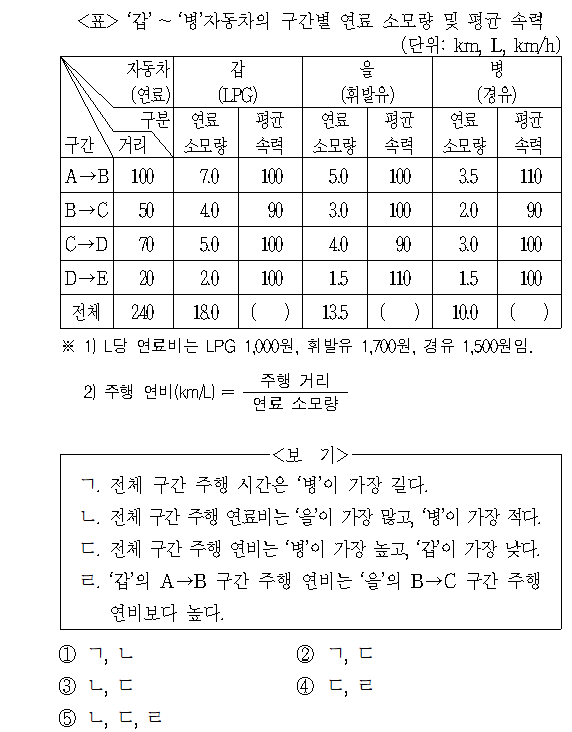 <표> ‘갑’ ~ ‘병’자동차의 구간별 연료 소모량 및 평균 속력
(단위: km, L, km/h)
자동차 갑 을 병
(연료) (LPG) (휘발유) (경유)
구분 연료 평균 연료 평균 연료 평균
구간 거리 소모량 속력 소모량 속력 소모량 속력
A→B 100 7.0 100 5.0 100 3.5 110
B→C 50 4.0 90 3.0 100 2.0 90
C→D 70 5.0 100 4.0 90 3.0 100
D→E 20 2.0 100 1.5 110 1.5 100
전체 240 18.0 ( ) 13.5 ( ) 10.0 ( )
※ 1) L당 연료비는 LPG 1,000원, 휘발유 1,700원, 경유 1,500원임.
2) 주행 연비(km/L) = 주행 거리
연료 소모량
<보 기>
ㄱ. 전체 구간 주행 시간은 ‘병’이 가장 길다.
ㄴ. 전체 구간 주행 연료비는 ‘을’이 가장 많고, ‘병’이 가장 적다.
ㄷ. 전체 구간 주행 연비는 ‘병’이 가장 높고, ‘갑’이 가장 낮다.
ㄹ. ‘갑’의 A→B 구간 주행 연비는 ‘을’의 B→C 구간 주행
연비보다 높다.
① ㄱ, ㄴ ② ㄱ, ㄷ
③ ㄴ, ㄷ ④ ㄷ, ㄹ
⑤ ㄴ, ㄷ, ㄹ